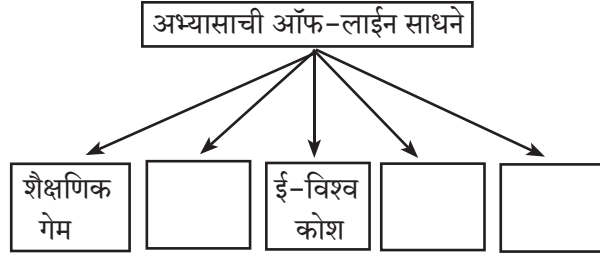 अभ्यासाची ऑफ-लाईन साधने
शैक्षणिक
गेम
ई-विश्व
कोश